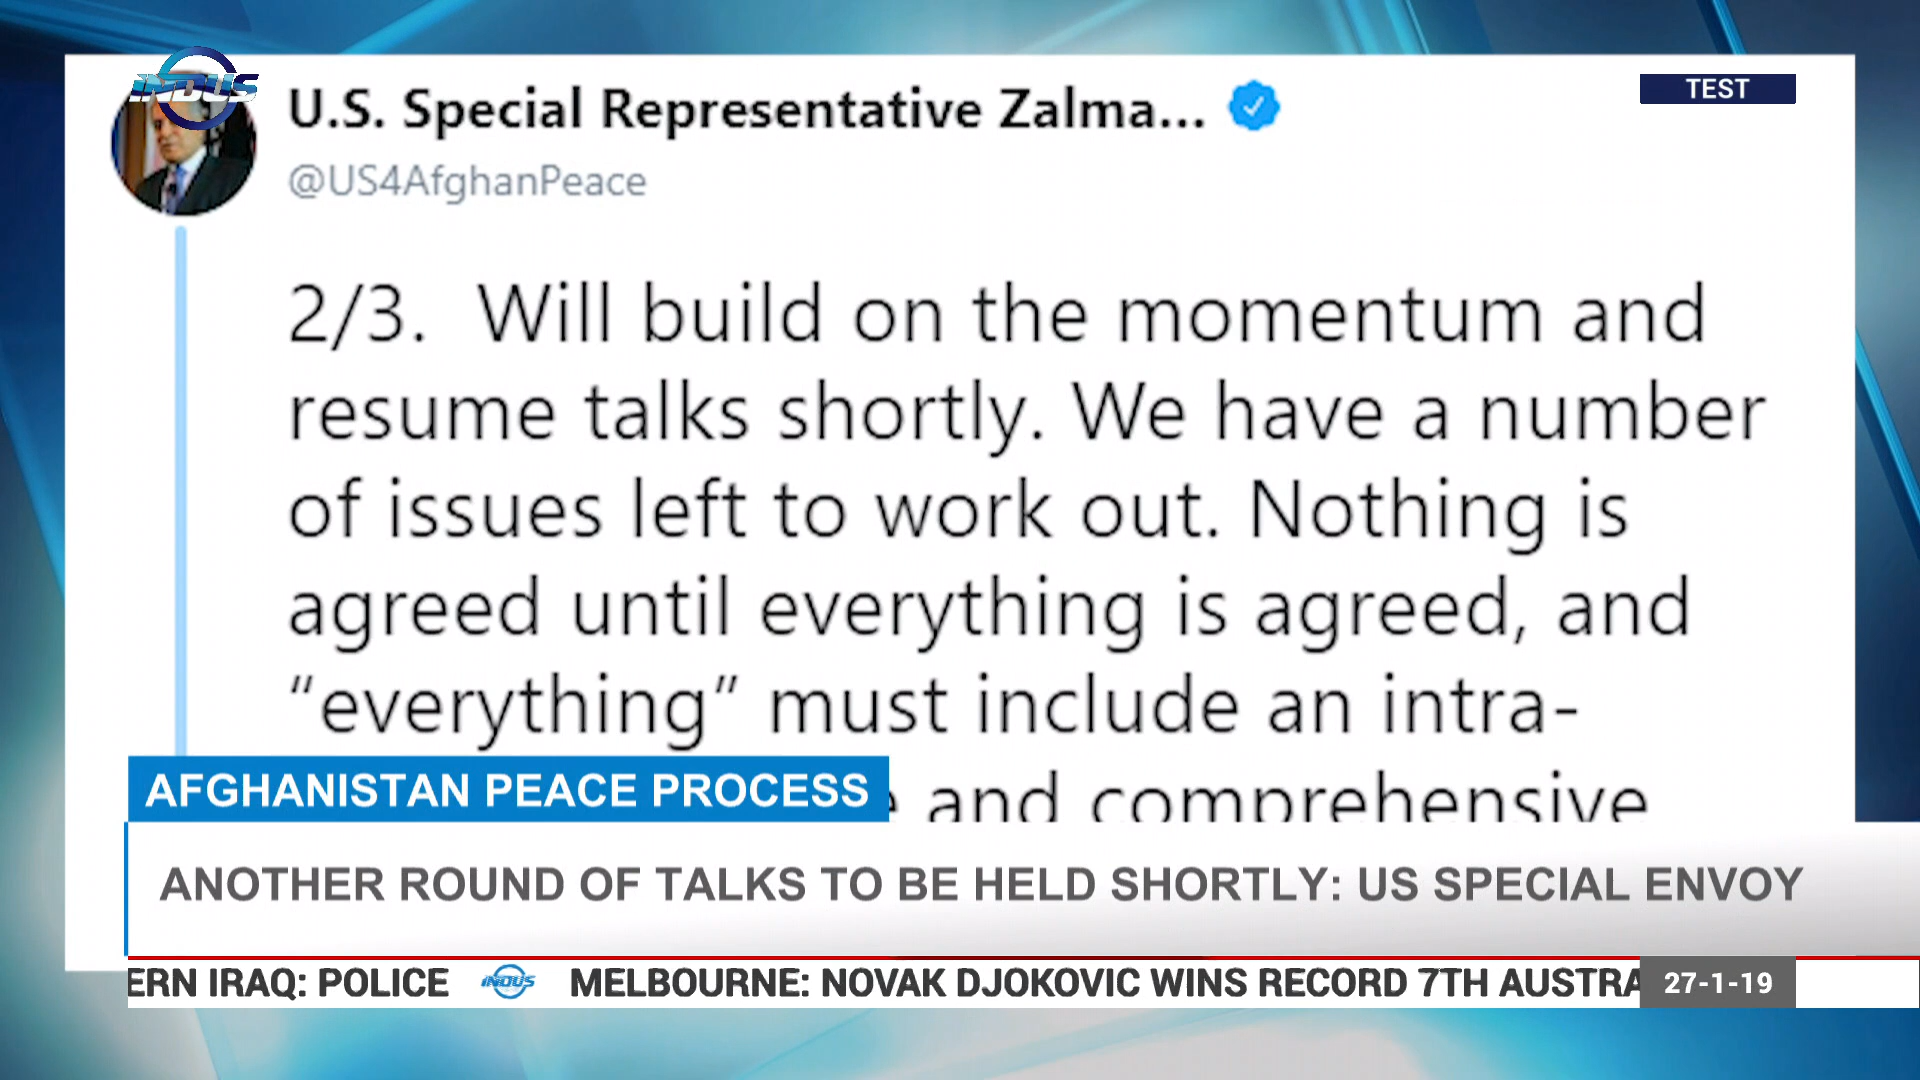 INDUS
TEST
U.S. Special Representative Zalma...
@US4AfghanPeace
2/3. Will build on the momentum and
resume talks shortly. We have a number
of issues left to work out. Nothing is
agreed until everything is agreed, and
“everything” must include an intra-
and comprehensive
AFGHANISTAN PEACE PROCESS
ANOTHER ROUND OF TALKS TO BE HELD SHORTLY: US SPECIAL ENVOY
ERN IRAQ: POLICE INDUS MELBOURNE: NOVAK DJOKOVIC WINS RECORD 7TH AUSTRA
27-1-19